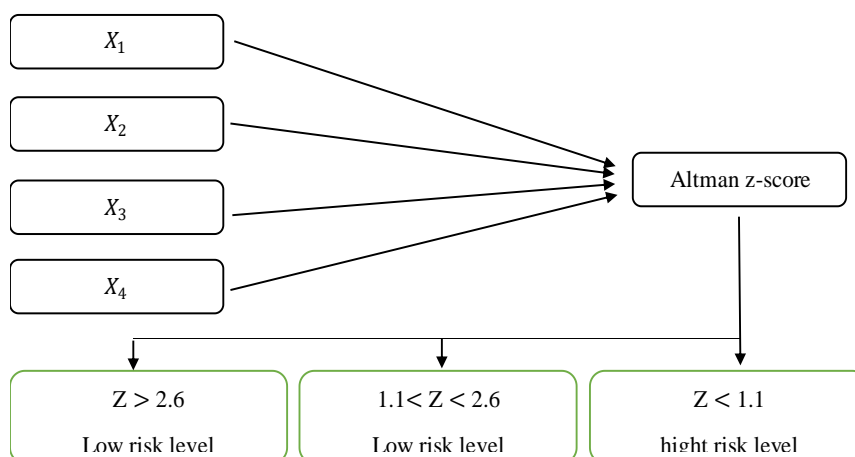 X₁
X₂
Altman z-score
X₃
X₄
Z > 2.6
Low risk level
1.1< Z < 2.6
Low risk level
Z < 1.1
hight risk level